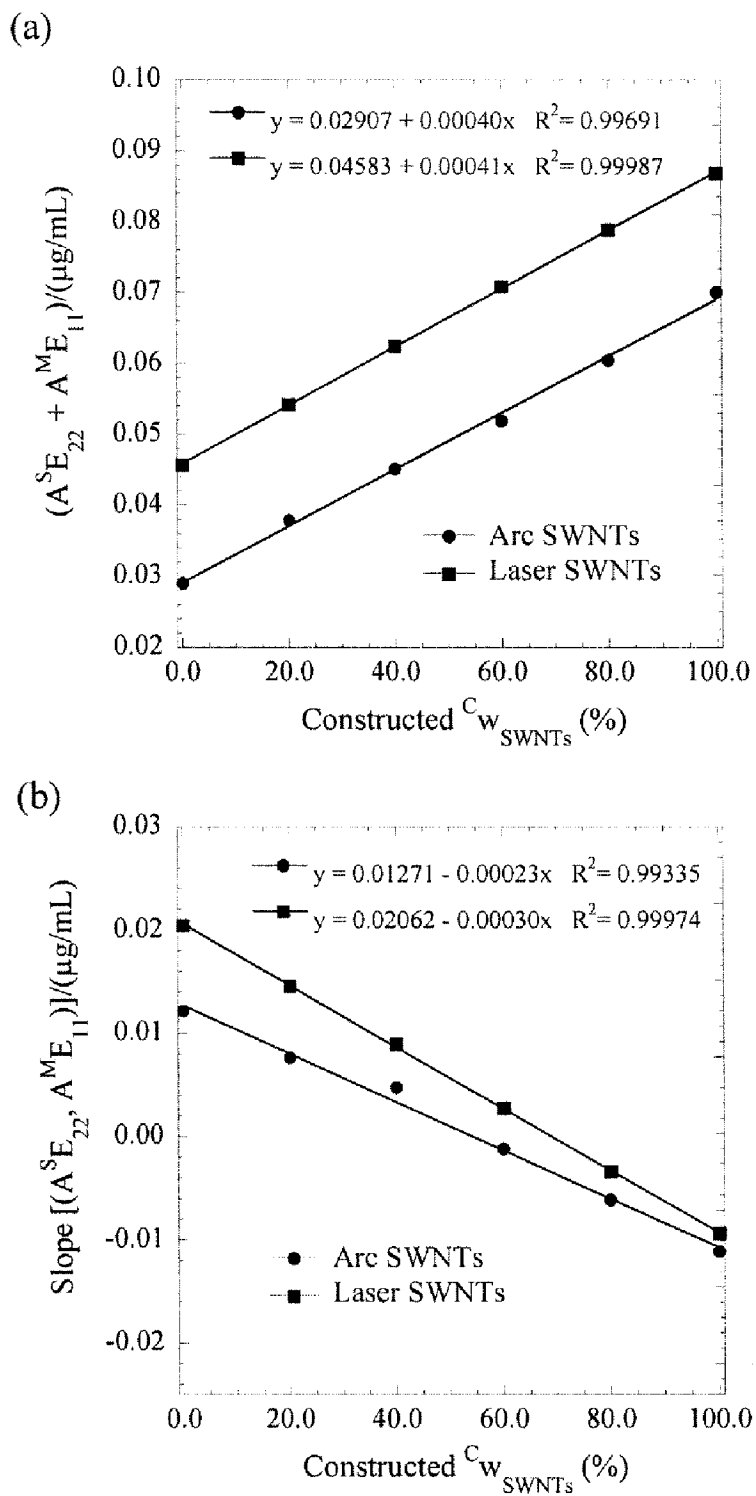 (a)
0.10
0.09
0.08
0.07
0.06
0.05
0.04
0.03
0.02
(A^S E_22 + A^M E_11)/(µg/mL)
y = 0.02907 + 0.00040x R² = 0.99691
y = 0.04583 + 0.00041x R² = 0.99987
Arc SWNTs
Laser SWNTs
0.0 20.0 40.0 60.0 80.0 100.0
Constructed ^C w_SWNTs (%)
(b)
0.03
0.02
0.01
0.00
-0.01
-0.02
Slope [(A^S E_22, A^M E_11)]/(µg/mL)
y = 0.01271 - 0.00023x R² = 0.99335
y = 0.02062 - 0.00030x R² = 0.99974
Arc SWNTs
Laser SWNTs
0.0 20.0 40.0 60.0 80.0 100.0
Constructed ^C w_SWNTs (%)